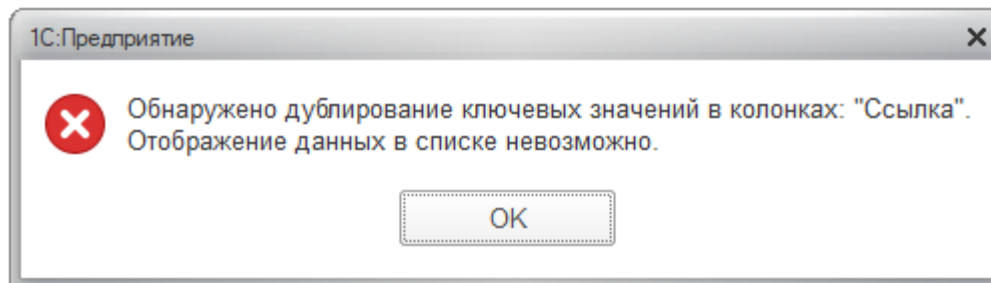 1С:Предприятие
Обнаружено дублирование ключевых значений в колонках: "Ссылка".
Отображение данных в списке невозможно.
OK